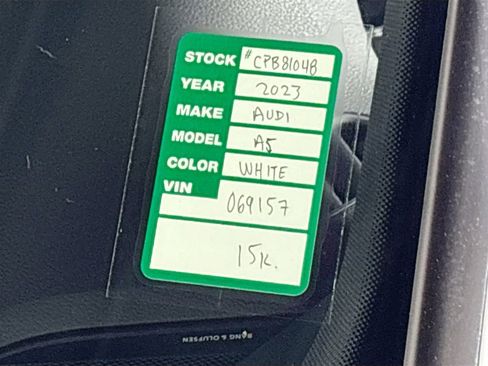 STOCK # CPB8104B
YEAR 2023
MAKE AUDI
MODEL A5
COLOR WHITE
VIN 069157
15K.
BANG & OLUFSEN